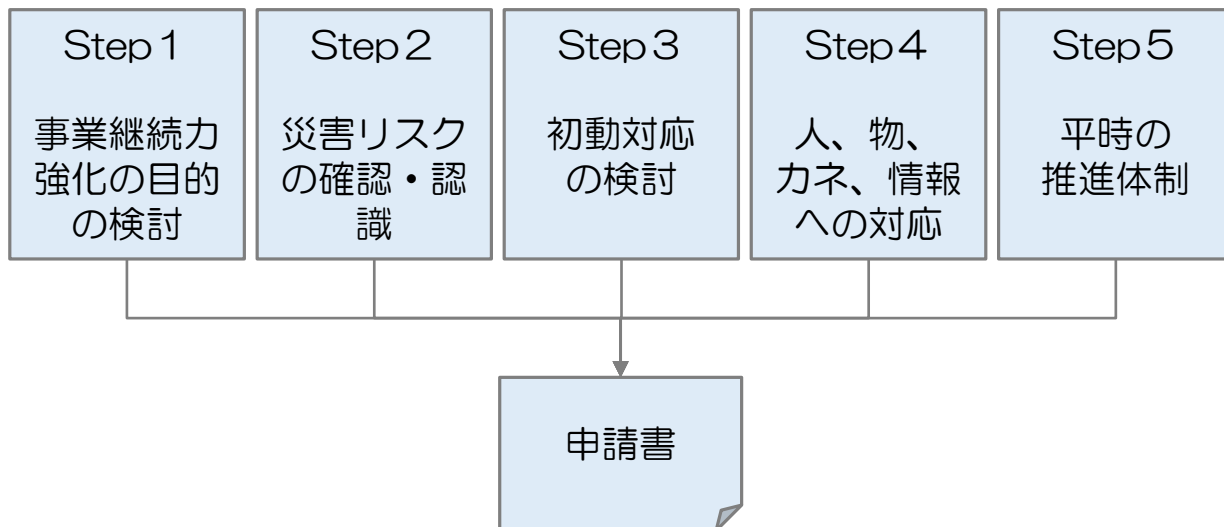 Step１
事業継続力
強化の目的
の検討
Step２
災害リスク
の確認・認
識
Step３
初動対応
の検討
Step４
人、物、
カネ、情報
への対応
Step５
平時の
推進体制
申請書